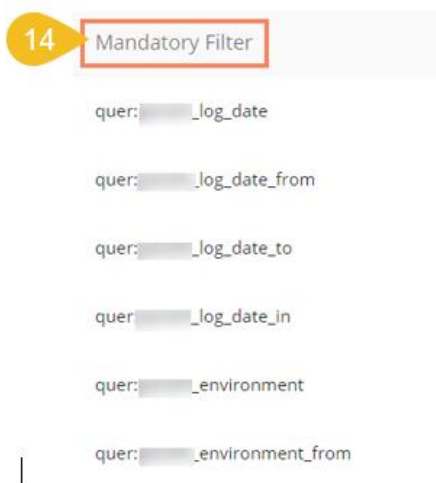 14 Mandatory Filter
quer: _log_date
quer: _log_date_from
quer: _log_date_to
quer _log_date_in
quer: _environment
quer: _environment_from